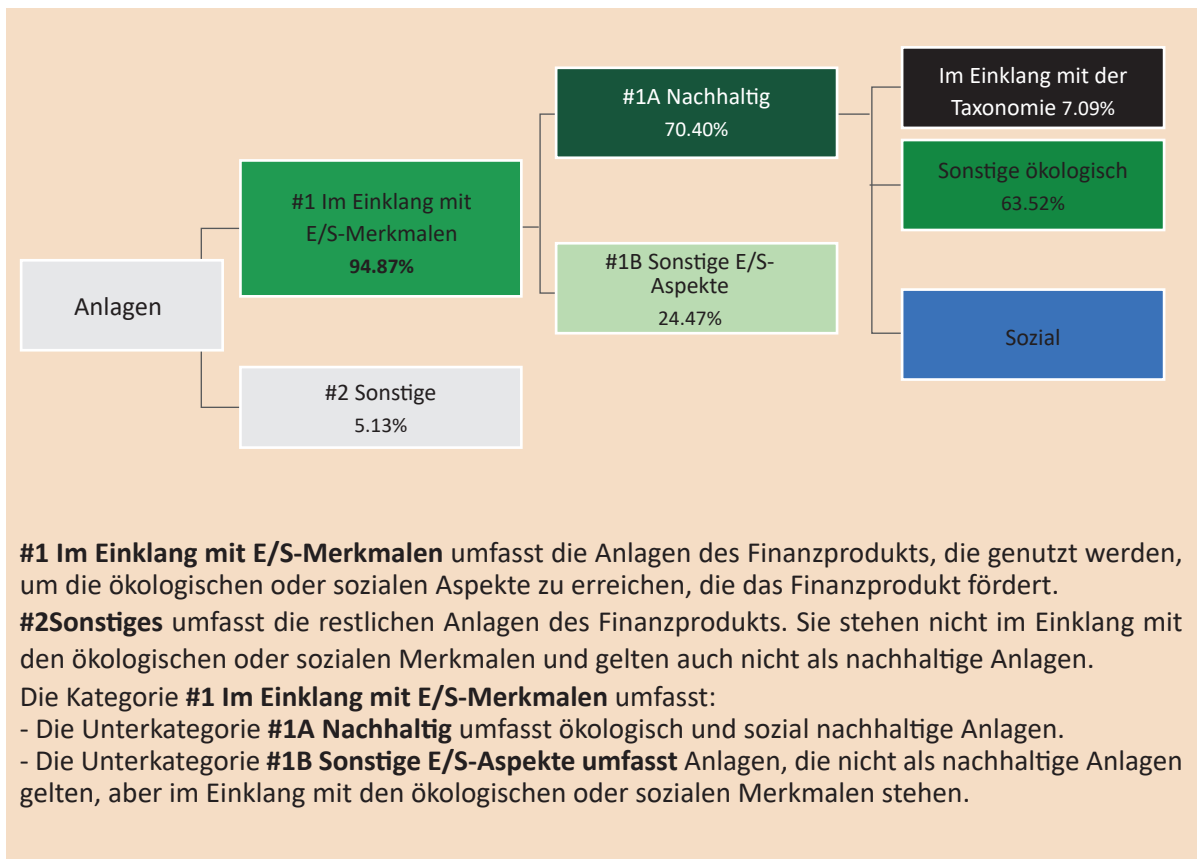 Anlagen
#1 Im Einklang mit
E/S-Merkmalen
94.87%
#2 Sonstige
5.13%
#1A Nachhaltig
70.40%
#1B Sonstige E/S-
Aspekte
24.47%
Im Einklang mit der
Taxonomie 7.09%
Sonstige ökologisch
63.52%
Sozial
#1 Im Einklang mit E/S-Merkmalen umfasst die Anlagen des Finanzprodukts, die genutzt werden,
um die ökologischen oder sozialen Aspekte zu erreichen, die das Finanzprodukt fördert.
#2Sonstiges umfasst die restlichen Anlagen des Finanzprodukts. Sie stehen nicht im Einklang mit
den ökologischen oder sozialen Merkmalen und gelten auch nicht als nachhaltige Anlagen.
Die Kategorie #1 Im Einklang mit E/S-Merkmalen umfasst:
- Die Unterkategorie #1A Nachhaltig umfasst ökologisch und sozial nachhaltige Anlagen.
- Die Unterkategorie #1B Sonstige E/S-Aspekte umfasst Anlagen, die nicht als nachhaltige Anlagen
gelten, aber im Einklang mit den ökologischen oder sozialen Merkmalen stehen.